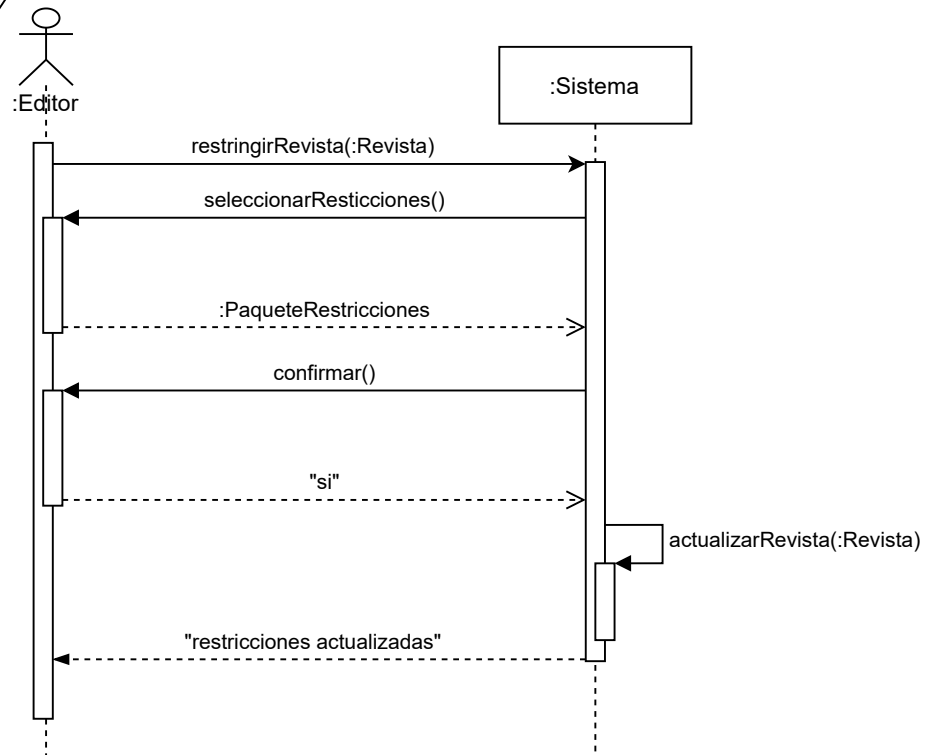 :Editor
:Sistema
restringirRevista(:Revista)
seleccionarResticciones()
:PaqueteRestricciones
confirmar()
"si"
actualizarRevista(:Revista)
"restricciones actualizadas"